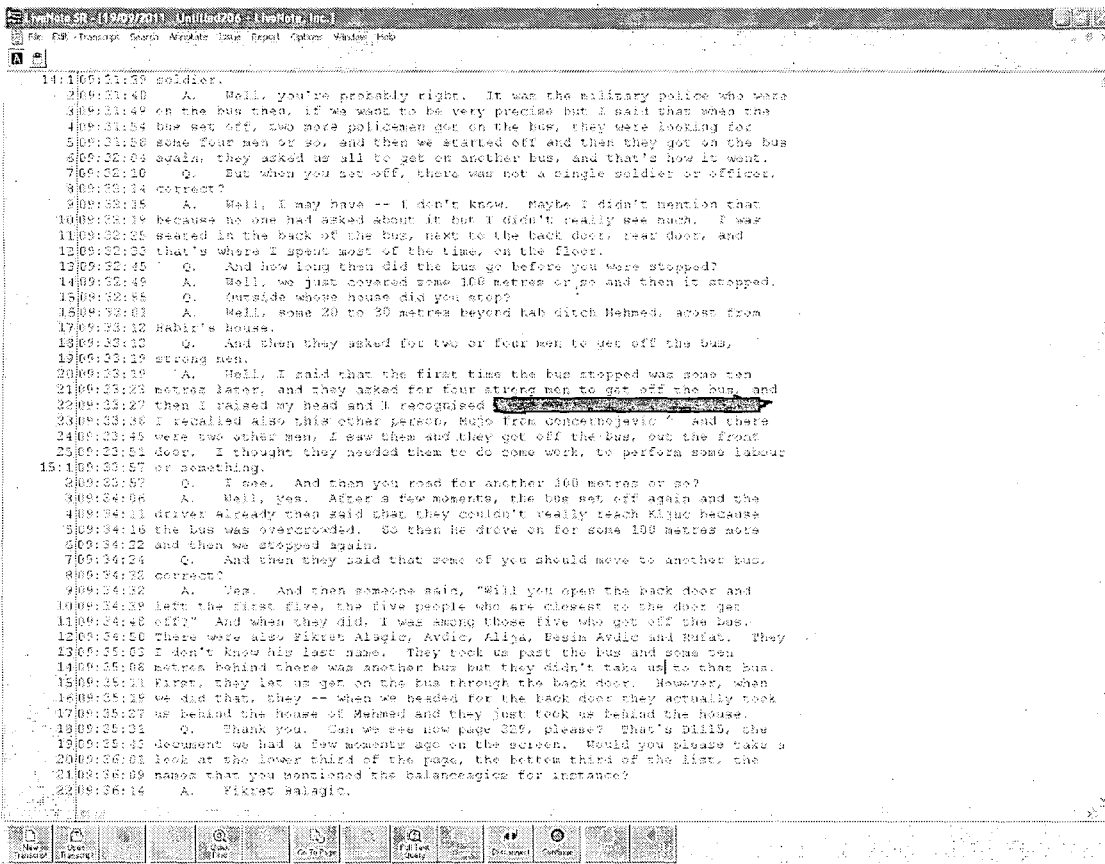 LiveNote SR - [19/09/2011 Untitled206 - LiveNote, Inc.]
File Edit Transcript Search Annotate Issue Report Options Window Help
14:1 09:31:39 soldier.
2 09:31:40 A. Well, you're probably right. It was the military police who were
3 09:31:49 on the bus then, if we want to be very precise but I said that when the
4 09:31:54 bus set off, two more policemen got on the bus, they were looking for
5 09:31:58 some four men or so, and then we started off and then they got on the bus
6 09:32:04 again, they asked us all to get on another bus, and that's how it went.
7 09:32:10 Q. But when you set off, there was not a single soldier or officer,
8 09:32:14 correct?
9 09:32:15 A. Well, I may have -- I don't know. Maybe I didn't mention that
10 09:32:19 because no one had asked about it but I didn't really see much. I was
11 09:32:25 seated in the back of the bus, next to the back door, rear door, and
12 09:32:33 that's where I spent most of the time, on the floor.
13 09:32:45 Q. And how long then did the bus go before you were stopped?
14 09:32:49 A. Well, we just covered some 100 metres or so and then it stopped.
15 09:32:56 Q. Outside whose house did you stop?
16 09:33:02 A. Well, some 20 to 30 metres beyond hab ditch Mehmed, acost from
17 09:33:12 Habir's house.
18 09:33:13 Q. And then they asked for two or four men to get off the bus,
19 09:33:19 strong men.
20 09:33:19 A. Well, I said that the first time the bus stopped was some ten
21 09:33:23 metres later, and they asked for four strong men to get off the bus, and
22 09:33:27 then I raised my head and I recognised
23 09:33:36 I recalled also this other person, Mujo from concernojevic and there
24 09:33:45 were two other men, I saw them and they got off the bus, out the front
25 09:33:51 door. I thought they needed them to do some work, to perform some labour
15:1 09:33:57 or something.
2 09:33:57 Q. I see. And then you road for another 100 metres or so?
3 09:34:06 A. Well, yes. After a few moments, the bus set off again and the
4 09:34:11 driver already then said that they couldn't really reach Kljuc because
5 09:34:16 the bus was overcrowded. So then he drove on for some 100 metres more
6 09:34:22 and then we stopped again.
7 09:34:24 Q. And then they said that some of you should move to another bus,
8 09:34:32 correct?
9 09:34:32 A. Yes. And then someone said, "Will you open the back door and
10 09:34:39 left the first five, the five people who are closest to the door get
11 09:34:46 off?" And when they did, I was among those five who got off the bus.
12 09:34:50 There were also Fikret Alagic, Avdic, Alija, Besim Avdic and Rufat. They
13 09:35:03 I don't know his last name. They took us past the bus and some ten
14 09:35:08 metres behind there was another bus but they didn't take us to that bus.
15 09:35:11 First, they let us get on the bus through the back door. However, when
16 09:35:19 we did that, they -- when we headed for the back door they actually took
17 09:35:27 us behind the house of Mehmed and they just took us behind the house.
18 09:35:31 Q. Thank you. Can we see now page 329, please? That's D1115, the
19 09:35:43 document we had a few moments ago on the screen. Would you please take a
20 09:36:01 look at the lower third of the page, the bottom third of the list, the
21 09:36:09 names that you mentioned the balanceagics for instance?
22 09:36:14 A. Fikret Balagic.
New Transcript Open Transcript Quick Find Go To Page Full Text Query Disconnect Continue